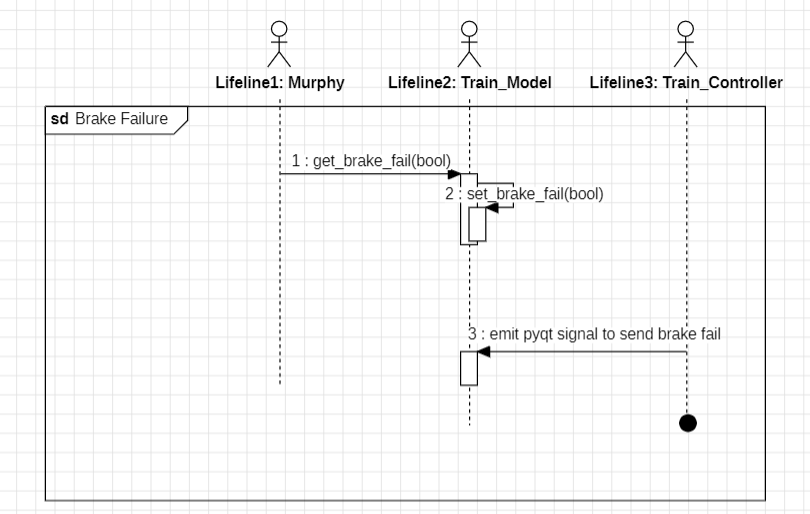 Lifeline1: Murphy
Lifeline2: Train_Model
Lifeline3: Train_Controller
sd Brake Failure
1 : get_brake_fail(bool)
2 : set_brake_fail(bool)
3 : emit pyqt signal to send brake fail